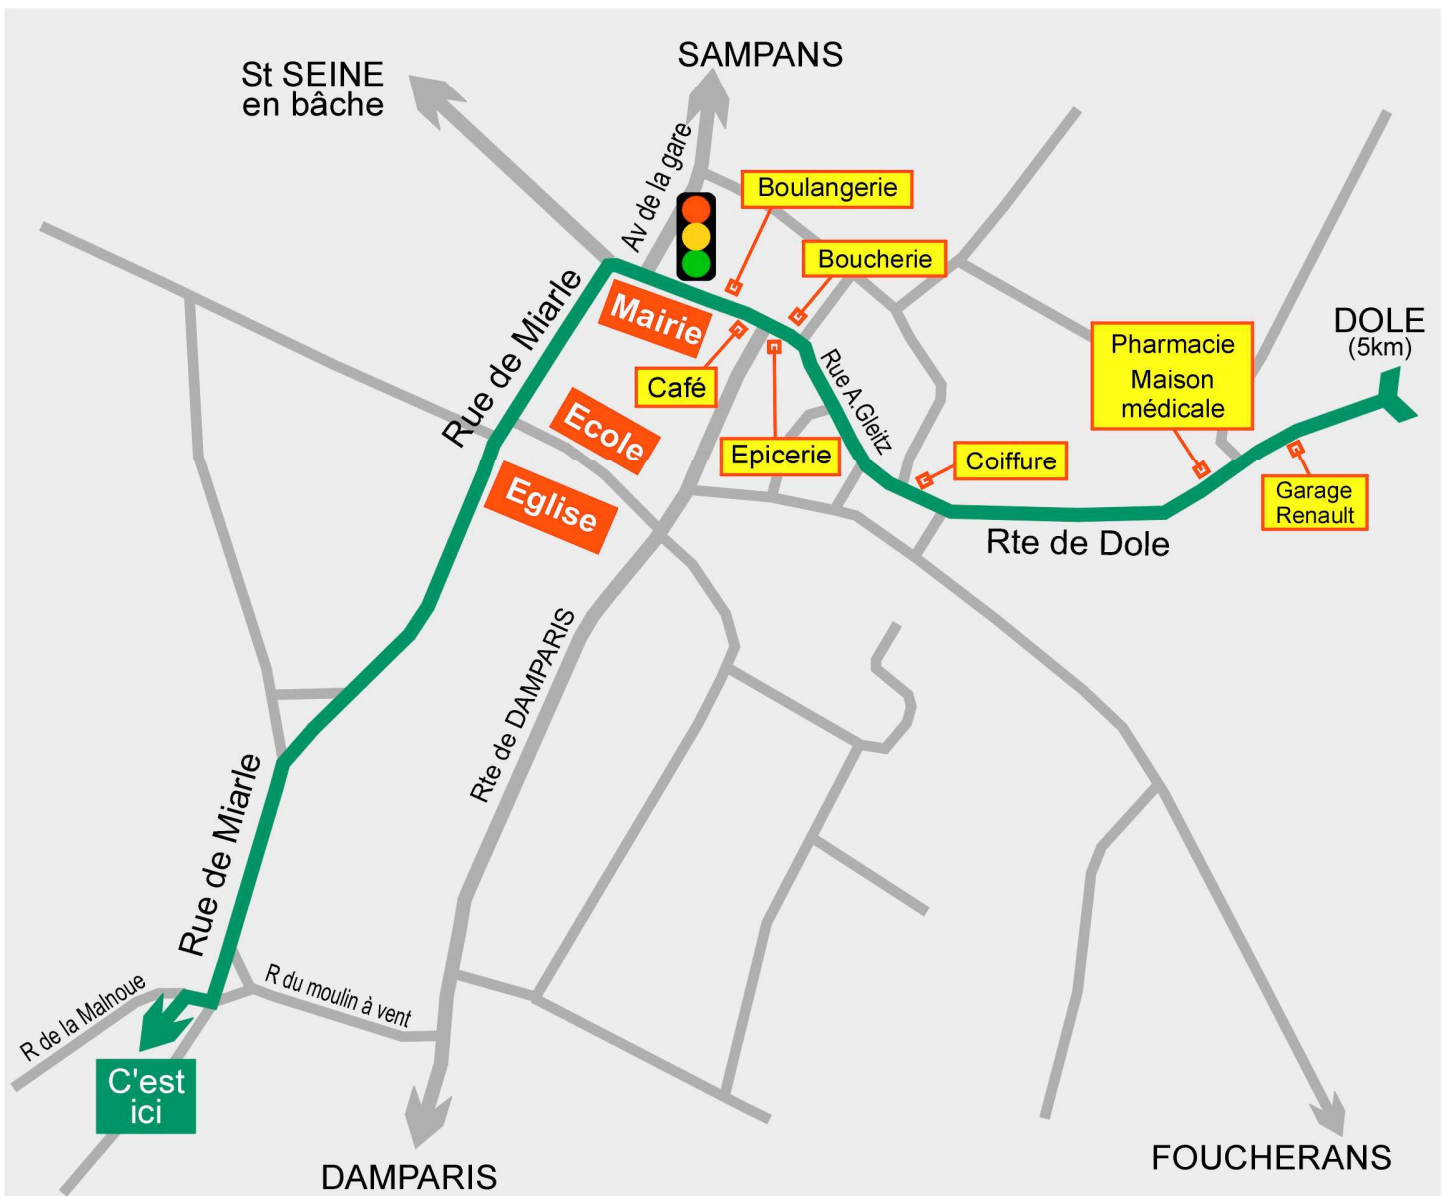 SAMPANS
St SEINE
en bâche
Av de la gare
Boulangerie
Boucherie
Rue de Miarle
Mairie
DOLE
(5km)
Pharmacie
Maison
médicale
Café
Rue A.Gleitz
Ecole
Epicerie
Coiffure
Eglise
Garage
Renault
Rte de Dole
Rte de DAMPARIS
Rue de Miarle
R de la Malnoue
R du moulin à vent
C'est
ici
DAMPARIS
FOUCHERANS